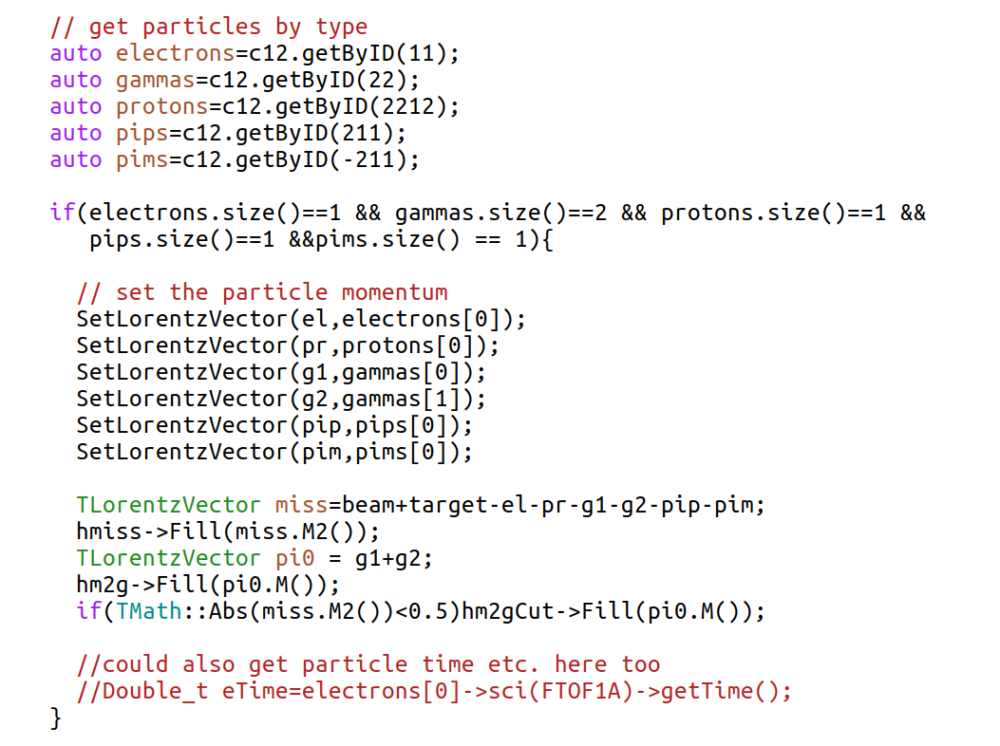 // get particles by type
auto electrons=c12.getByID(11);
auto gammas=c12.getByID(22);
auto protons=c12.getByID(2212);
auto pips=c12.getByID(211);
auto pims=c12.getByID(-211);

if(electrons.size()==1 && gammas.size()==2 && protons.size()==1 &&
   pips.size()==1 &&pims.size() == 1){

  // set the particle momentum
  SetLorentzVector(el,electrons[0]);
  SetLorentzVector(pr,protons[0]);
  SetLorentzVector(g1,gammas[0]);
  SetLorentzVector(g2,gammas[1]);
  SetLorentzVector(pip,pips[0]);
  SetLorentzVector(pim,pims[0]);

  TLorentzVector miss=beam+target-el-pr-g1-g2-pip-pim;
  hmiss->Fill(miss.M2());
  TLorentzVector pi0 = g1+g2;
  hm2g->Fill(pi0.M());
  if(TMath::Abs(miss.M2())<0.5)hm2gCut->Fill(pi0.M());

  //could also get particle time etc. here too
  //Double_t eTime=electrons[0]->sci(FTOF1A)->getTime();
}